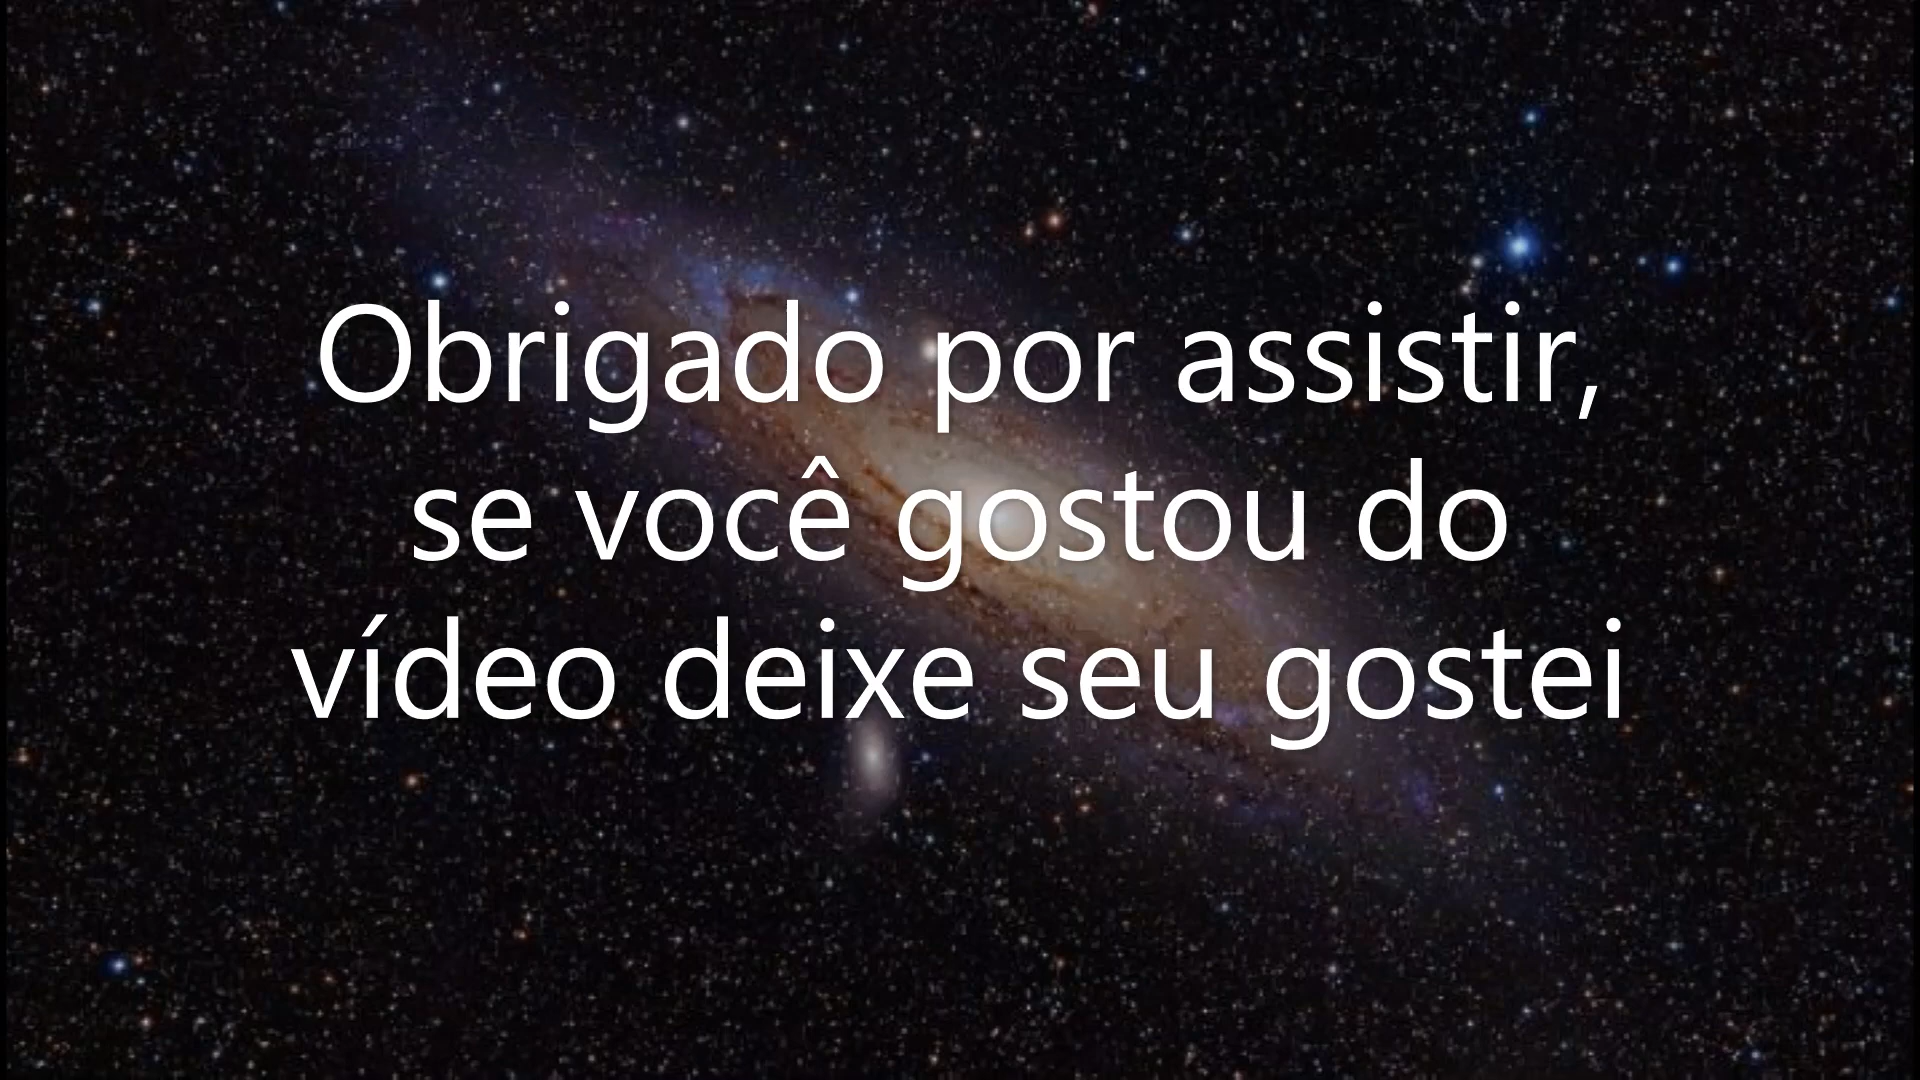 Obrigado por assistir,
se você gostou do
vídeo deixe seu gostei